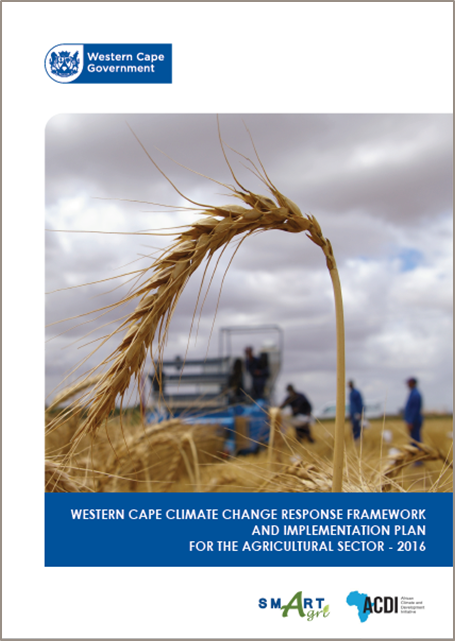 Western Cape
Government
WESTERN CAPE CLIMATE CHANGE RESPONSE FRAMEWORK
AND IMPLEMENTATION PLAN
FOR THE AGRICULTURAL SECTOR - 2016
SMART
Agri
ACDI
African
Climate and
Development
Initiative